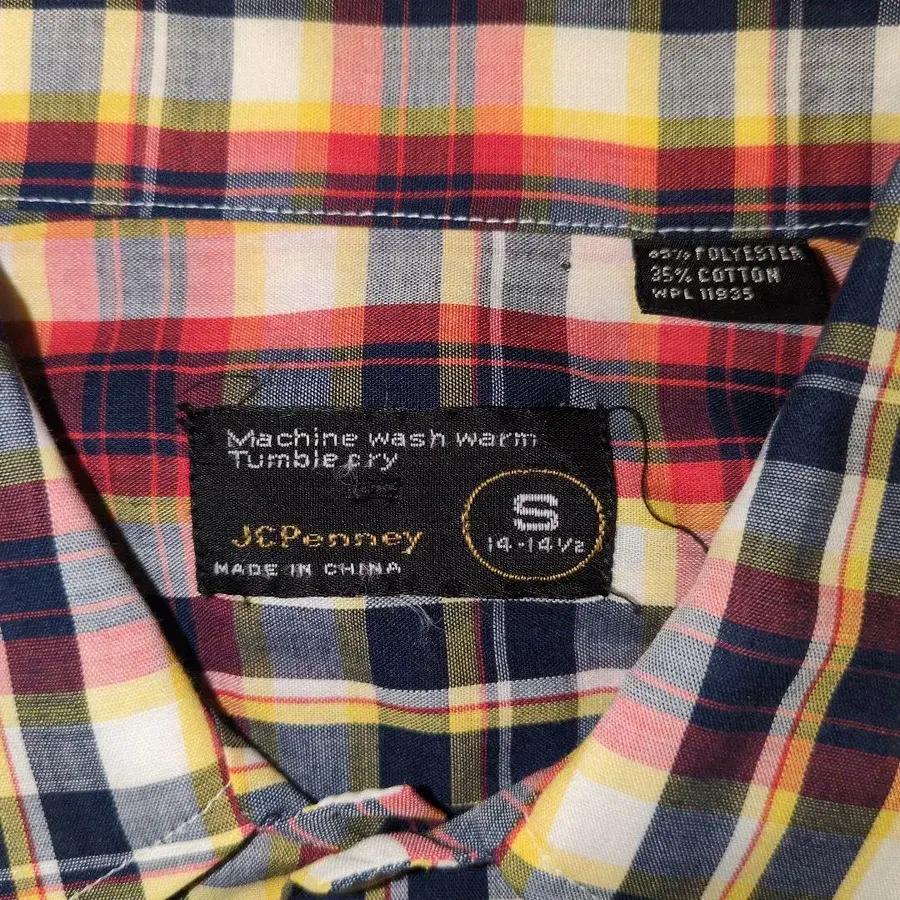 65% POLYESTER
35% COTTON
WPL 11935
Machine wash warm
Tumble dry
JCPenney
MADE IN CHINA
S
14-14½